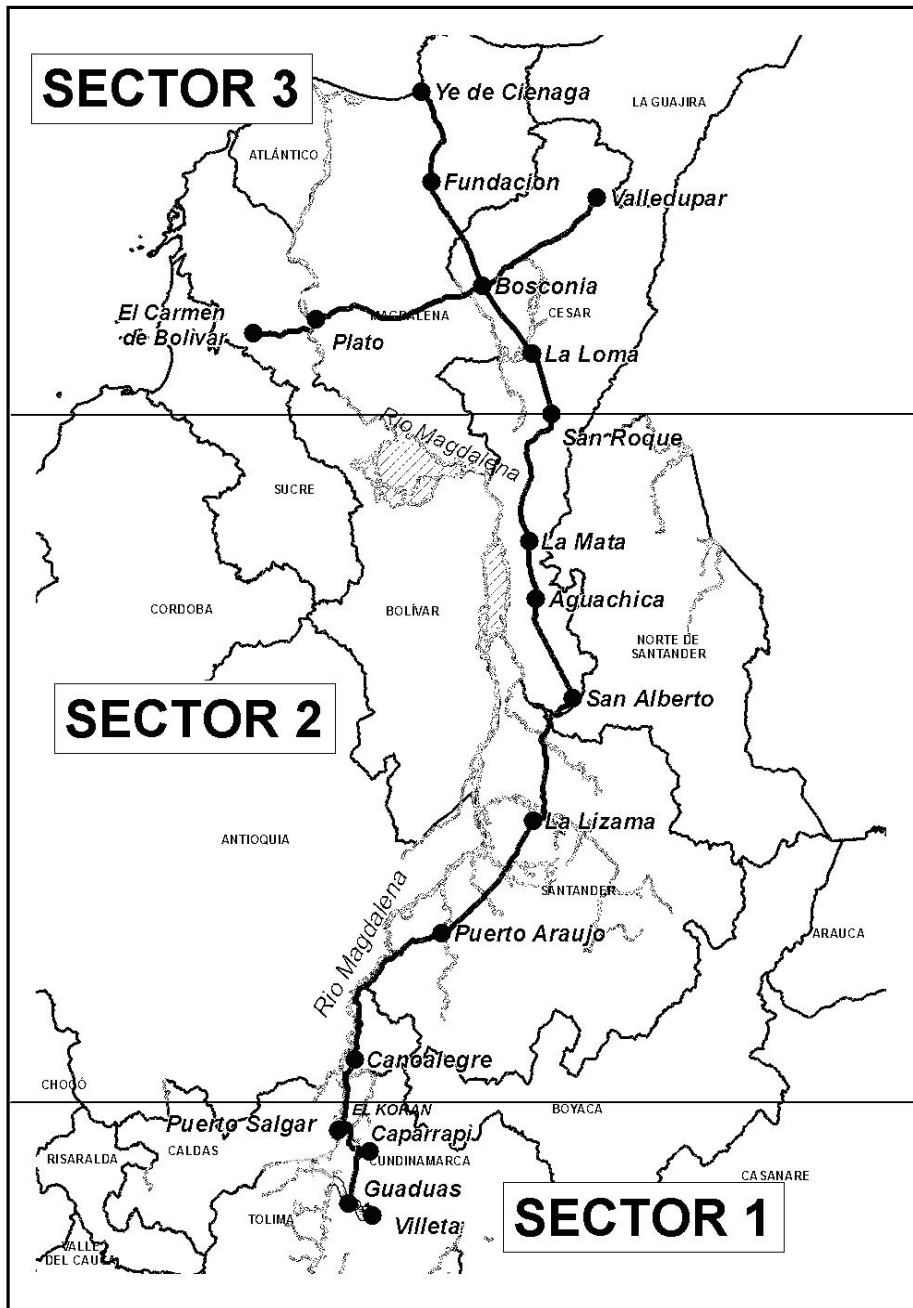 SECTOR 3
Ye de Cienaga
LA GUAJIRA
ATLÁNTICO
Fundacion
Valledupar
Bosconia
El Carmen
de Bolivar
MAGDALENA
CESAR
Plato
La Loma
Rio Magdalena
San Roque
SUCRE
La Mata
Aguachica
CORDOBA
BOLÍVAR
NORTE DE
SANTANDER
San Alberto
SECTOR 2
La Lizama
ANTIOQUIA
SANTANDER
Rio Magdalena
Puerto Araujo
ARAUCA
Canoalegre
CHOCÓ
EL KORAN
BOYACA
Puerto Salgar
Caparrapi
CALDAS
RISARALDA
CUNDINAMARCA
CASANARE
Guaduas
SECTOR 1
TOLIMA
Villeta
VALLE
DEL CAUCA